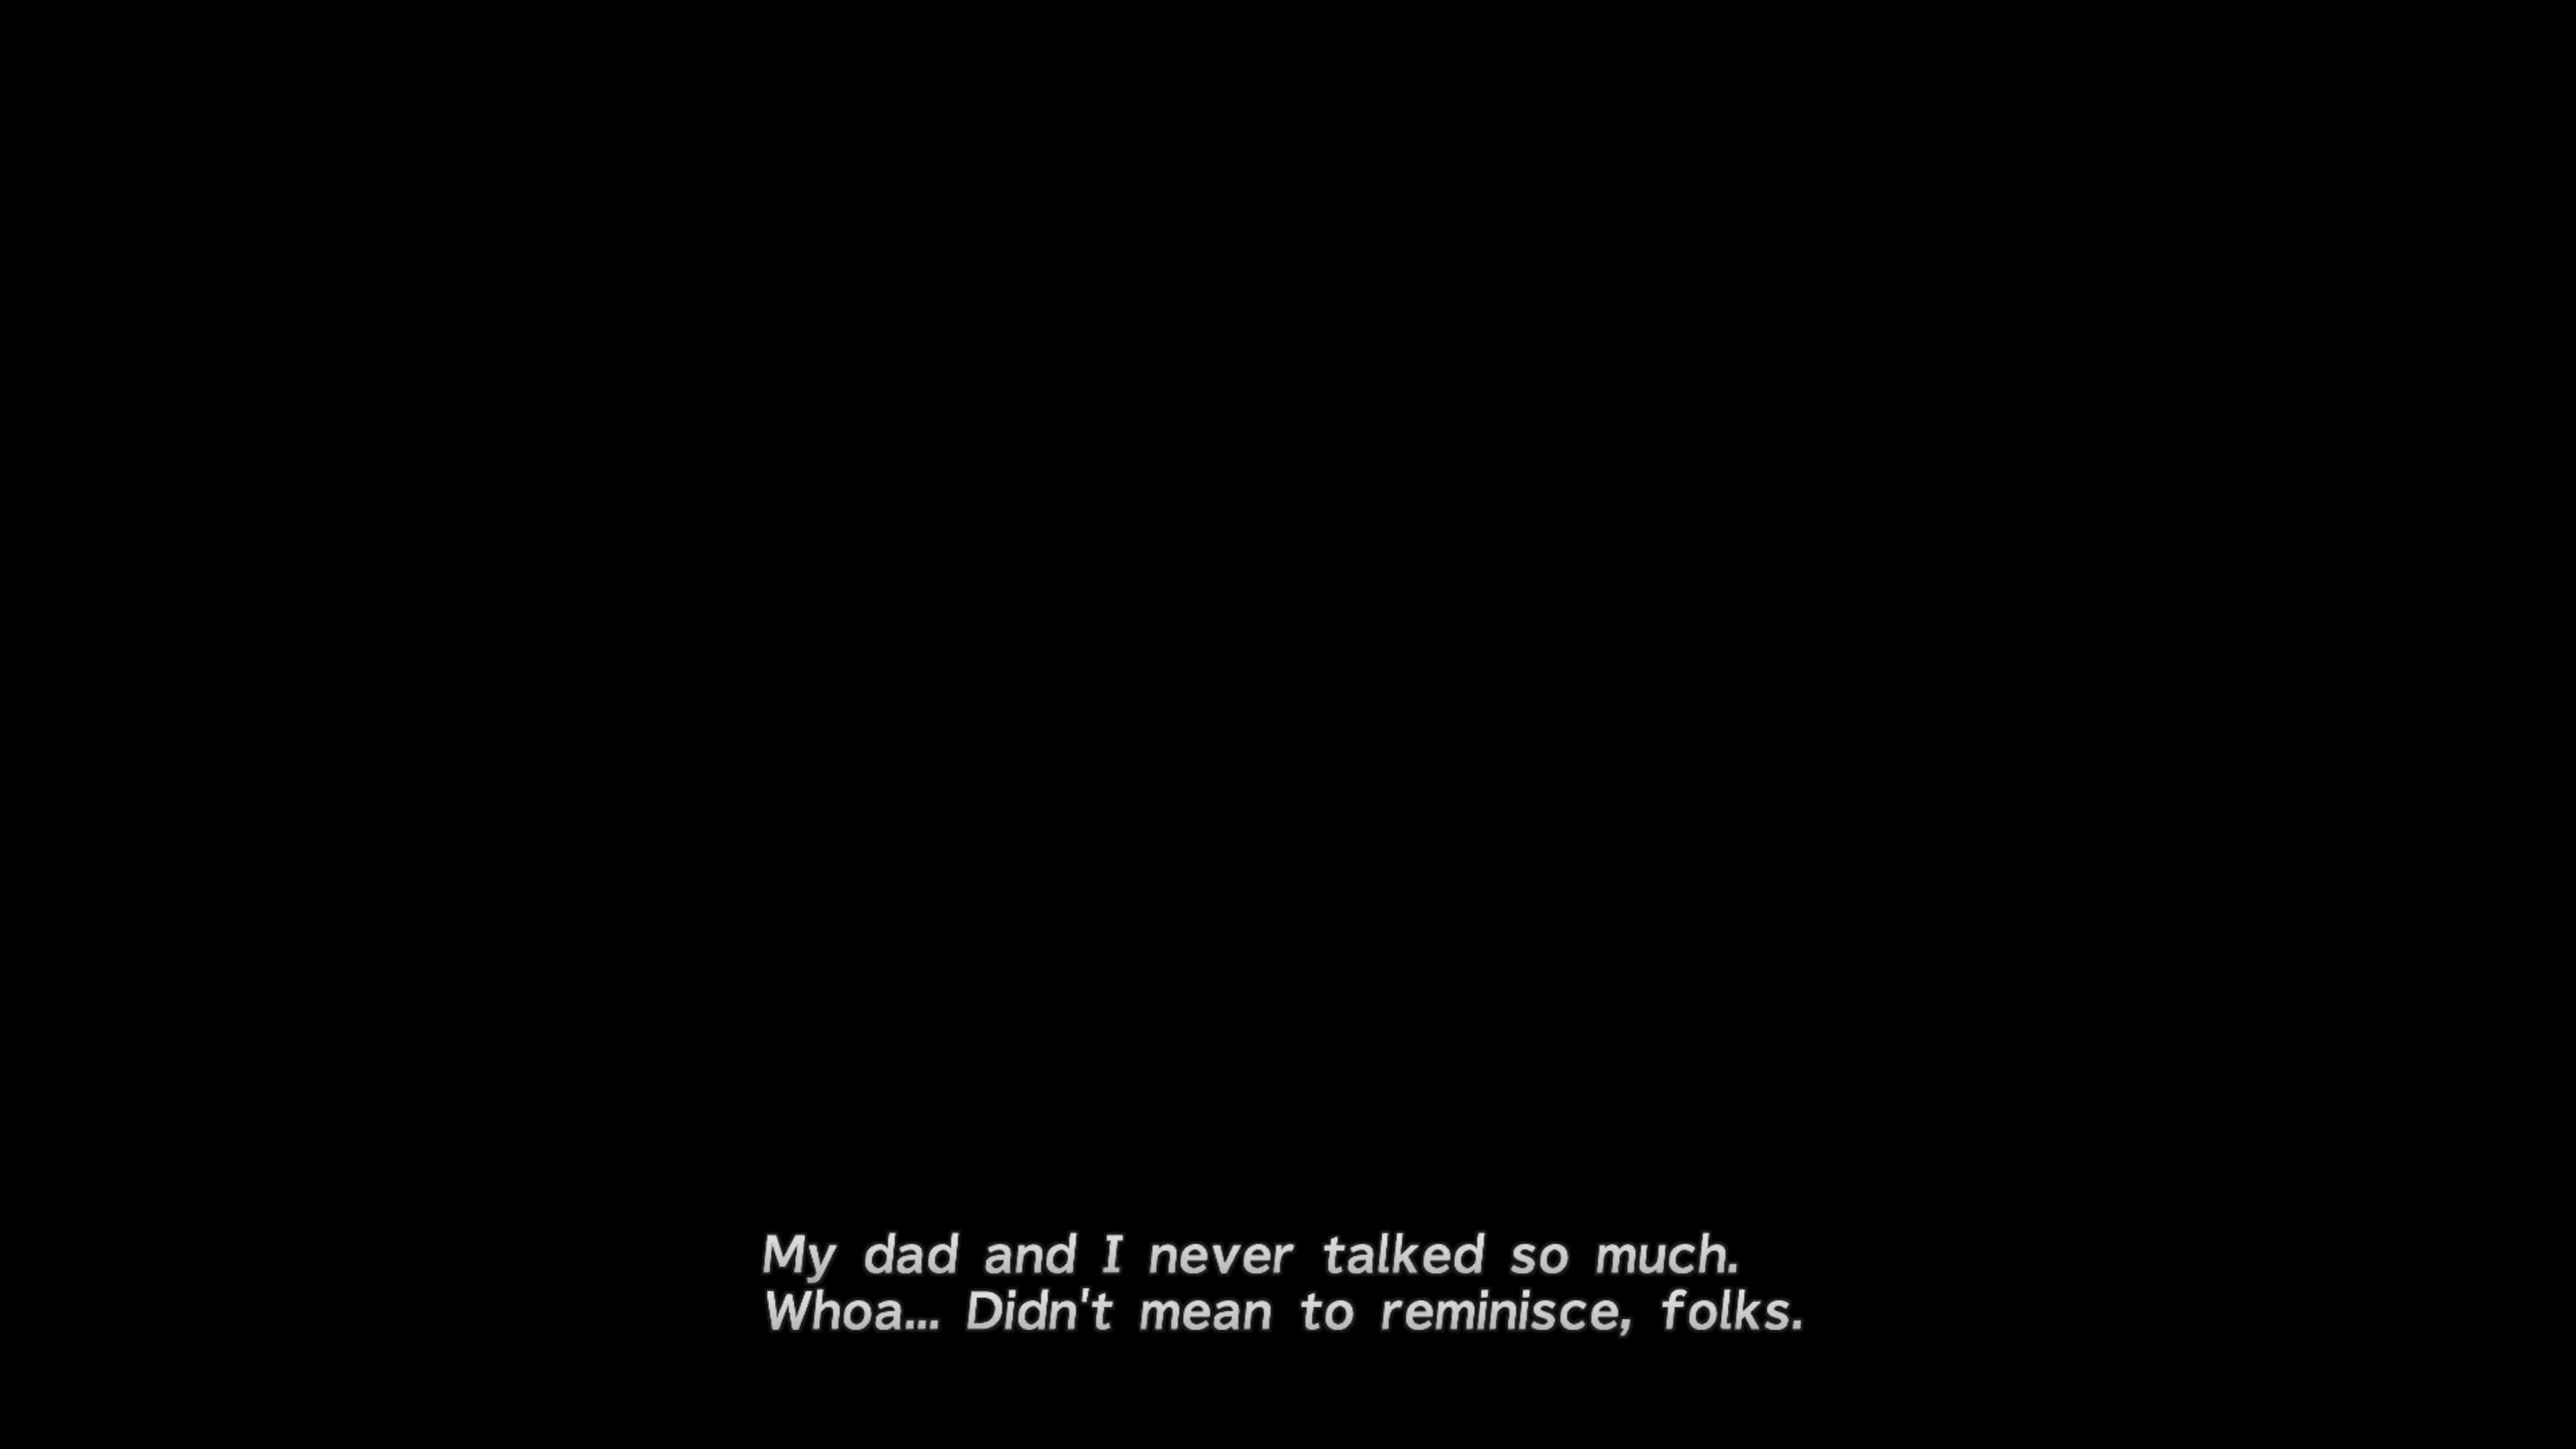 My dad and I never talked so much.
Whoa... Didn't mean to reminisce, folks.